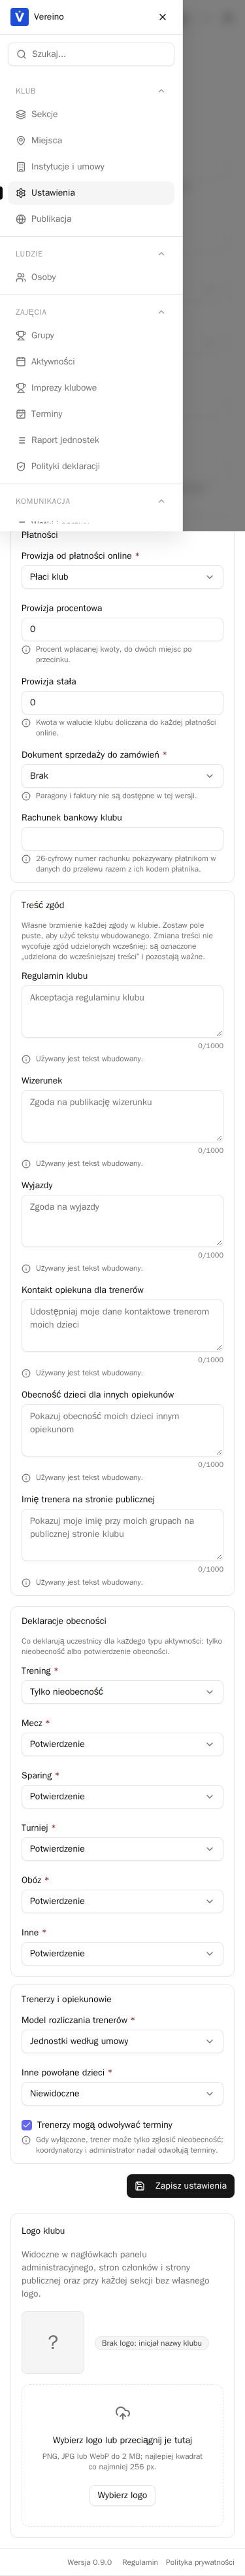 Vereino
Szukaj...
KLUB
Sekcje
Miejsca
Instytucje i umowy
Ustawienia
Publikacja
LUDZIE
Osoby
ZAJĘCIA
Grupy
Aktywności
Imprezy klubowe
Terminy
Raport jednostek
Polityki deklaracji
KOMUNIKACJA
Płatności
Prowizja od płatności online *
Płaci klub
Prowizja procentowa
0
Procent wpłacanej kwoty, do dwóch miejsc po
przecinku.
Prowizja stała
0
Kwota w walucie klubu doliczana do każdej płatności
online.
Dokument sprzedaży do zamówień *
Brak
Paragony i faktury nie są dostępne w tej wersji.
Rachunek bankowy klubu
26-cyfrowy numer rachunku pokazywany płatnikom w
danych do przelewu razem z ich kodem płatnika.
Treść zgód
Własne brzmienie każdej zgody w klubie. Zostaw pole
puste, aby użyć tekstu wbudowanego. Zmiana treści nie
wycofuje zgód udzielonych wcześniej: są oznaczone
„udzielona do wcześniejszej treści” i pozostają ważne.
Regulamin klubu
Akceptacja regulaminu klubu
0/1000
Używany jest tekst wbudowany.
Wizerunek
Zgoda na publikację wizerunku
0/1000
Używany jest tekst wbudowany.
Wyjazdy
Zgoda na wyjazdy
0/1000
Używany jest tekst wbudowany.
Kontakt opiekuna dla trenerów
Udostępniaj moje dane kontaktowe trenerom
moich dzieci
0/1000
Używany jest tekst wbudowany.
Obecność dzieci dla innych opiekunów
Pokazuj obecność moich dzieci innym
opiekunom
0/1000
Używany jest tekst wbudowany.
Imię trenera na stronie publicznej
Pokazuj moje imię przy moich grupach na
publicznej stronie klubu
0/1000
Używany jest tekst wbudowany.
Deklaracje obecności
Co deklarują uczestnicy dla każdego typu aktywności: tylko
nieobecność albo potwierdzenie obecności.
Trening *
Tylko nieobecność
Mecz *
Potwierdzenie
Sparing *
Potwierdzenie
Turniej *
Potwierdzenie
Obóz *
Potwierdzenie
Inne *
Potwierdzenie
Trenerzy i opiekunowie
Model rozliczania trenerów *
Jednostki według umowy
Inne powołane dzieci *
Niewidoczne
Trenerzy mogą odwoływać terminy
Gdy wyłączone, trener może tylko zgłosić nieobecność;
koordynatorzy i administrator nadal odwołują terminy.
Zapisz ustawienia
Logo klubu
Widoczne w nagłówkach panelu
administracyjnego, stron członków i strony
publicznej oraz przy każdej sekcji bez własnego
logo.
?
Brak logo: inicjał nazwy klubu
Wybierz logo lub przeciągnij je tutaj
PNG, JPG lub WebP do 2 MB; najlepiej kwadrat
co najmniej 256 px.
Wybierz logo
Wersja 0.9.0 Regulamin Polityka prywatności